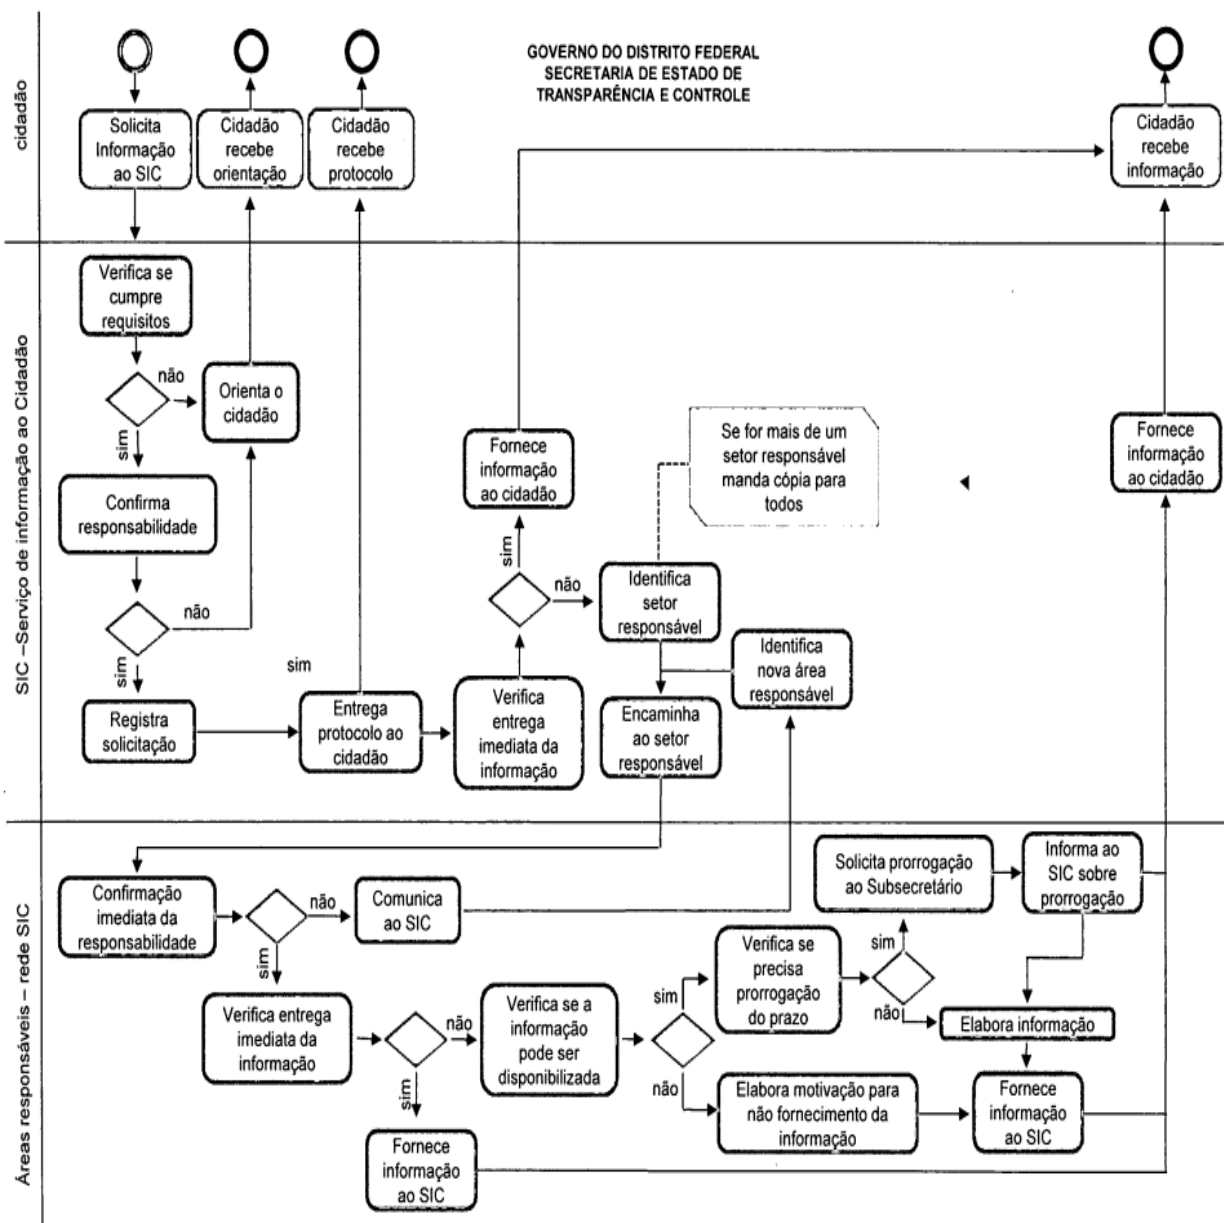 GOVERNO DO DISTRITO FEDERAL
SECRETARIA DE ESTADO DE
TRANSPARÊNCIA E CONTROLE
cidadão
Solicita
Informação
ao SIC
Cidadão
recebe
orientação
Cidadão
recebe
protocolo
Cidadão
recebe
informação
SIC –Serviço de informação ao Cidadão
Verifica se
cumpre
requisitos
não
Orienta o
cidadão
sim
Confirma
responsabilidade
não
sim
Registra
solicitação
sim
Entrega
protocolo ao
cidadão
Verifica
entrega
imediata da
informação
Fornece
informação
ao cidadão
sim
não
Se for mais de um
setor responsável
manda cópia para
todos
Identifica
setor
responsável
Identifica
nova área
responsável
Encaminha
ao setor
responsável
Fornece
informação
ao cidadão
Áreas responsáveis – rede SIC
Confirmação
imediata da
responsabilidade
não
Comunica
ao SIC
sim
Verifica entrega
imediata da
informação
não
sim
Fornece
informação
ao SIC
Verifica se a
informação
pode ser
disponibilizada
sim
não
Verifica se
precisa
prorrogação
do prazo
sim
não
Solicita prorrogação
ao Subsecretário
Informa ao
SIC sobre
prorrogação
Elabora informação
Elabora motivação para
não fornecimento da
informação
Fornece
informação
ao SIC